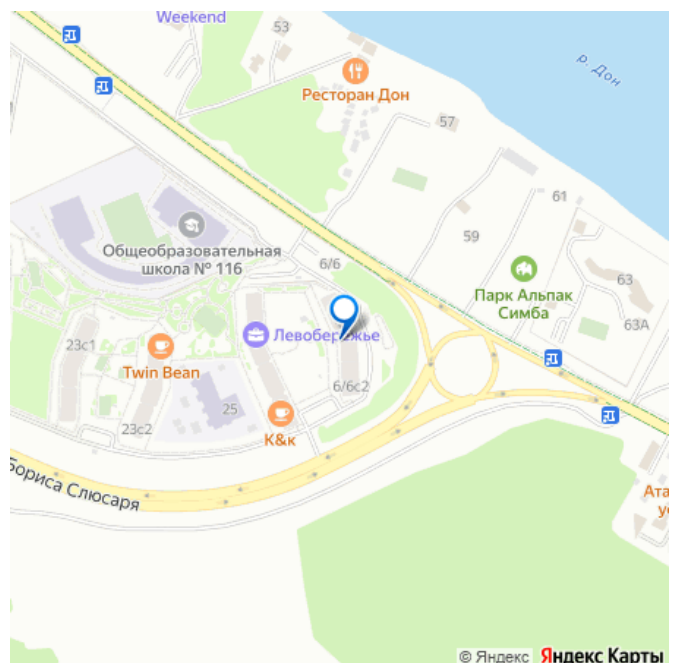 Weekend
53
р. Дон
Ресторан Дон
57
61
59
Общеобразовательная
школа № 116
6/6
63
Парк Альпак
Симба
63А
Левобережье
23с1
Twin Bean
6/6с2
25
К&к
23с2
Бориса Слюсаря
Ата
у
© Яндекс Яндекс Карты